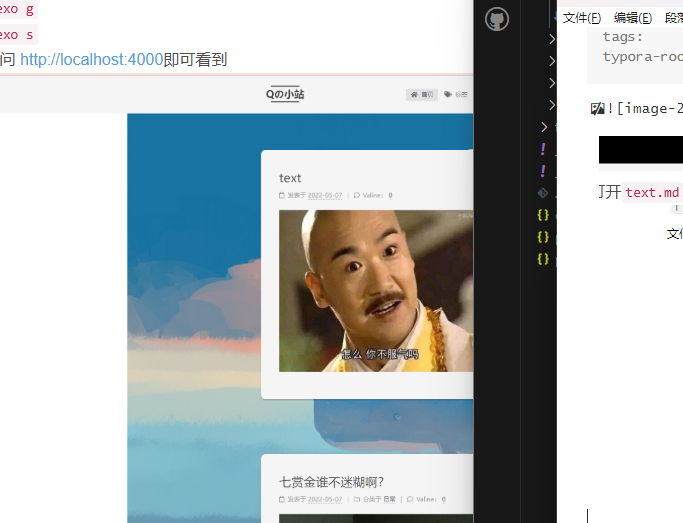 exo g
exo s
问 http://localhost:4000即可看到
Qの小站
首页
标签
text
发表于 2022-05-07 | Valine: 0
怎么 你不服气吗
七赏金谁不迷糊啊？
发表于 2022-05-07 | 分类于 日常 | Valine: 0
文件(F) 编辑(E) 段落
tags:
typora-roo
![image-2
打开 text.md
文件